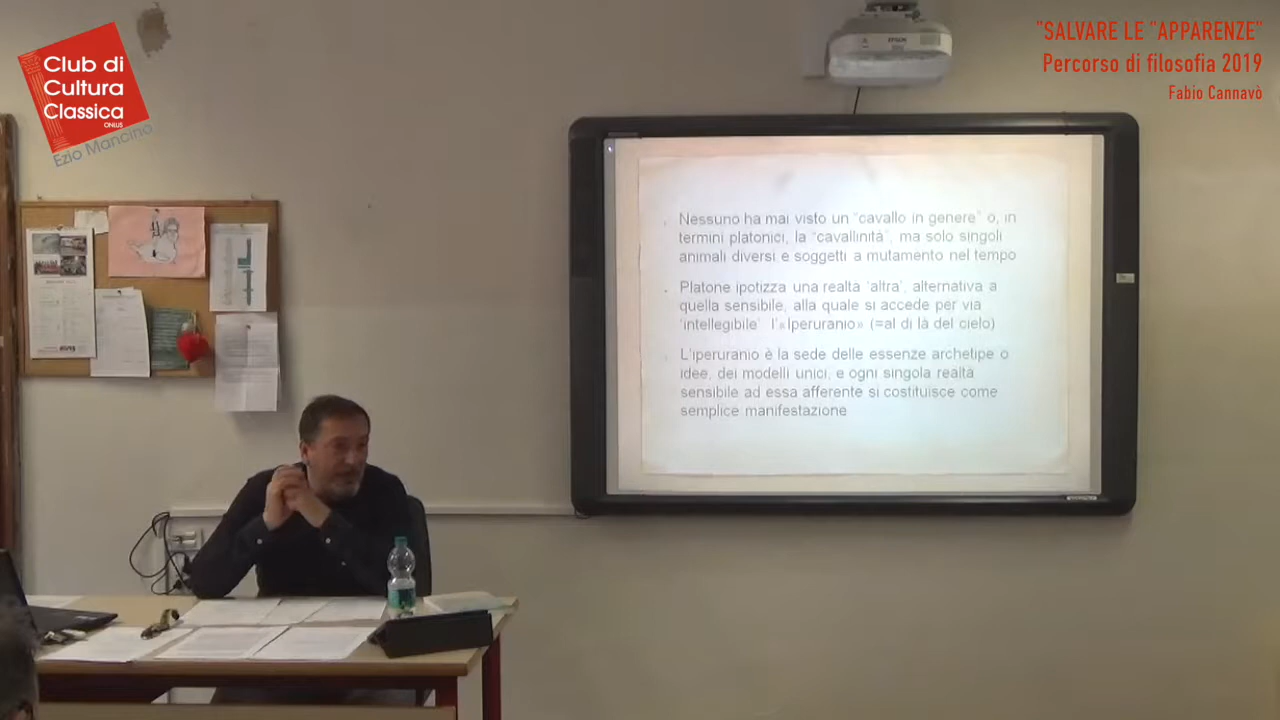 Club di
Cultura
Classica
ONLUS
Ezio Mancino
"SALVARE LE "APPARENZE"
Percorso di filosofia 2019
Fabio Cannavò
EPSON
Nessuno ha mai visto un “cavallo in genere” o, in
termini platonici, la “cavallinità”, ma solo singoli
animali diversi e soggetti a mutamento nel tempo
Platone ipotizza una realtà ‘altra’, alternativa a
quella sensibile, alla quale si accede per via
‘intellegibile’ l’«Iperuranio» (=al di là del cielo)
L’iperuranio è la sede delle essenze archetipe o
idee, dei modelli unici, e ogni singola realtà
sensibile ad essa afferente si costituisce come
semplice manifestazione